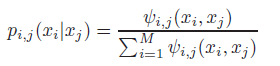 p_{i,j}(x_i|x_j) = \frac{\psi_{i,j}(x_i, x_j)}{\sum_{i=1}^{M} \psi_{i,j}(x_i, x_j)}